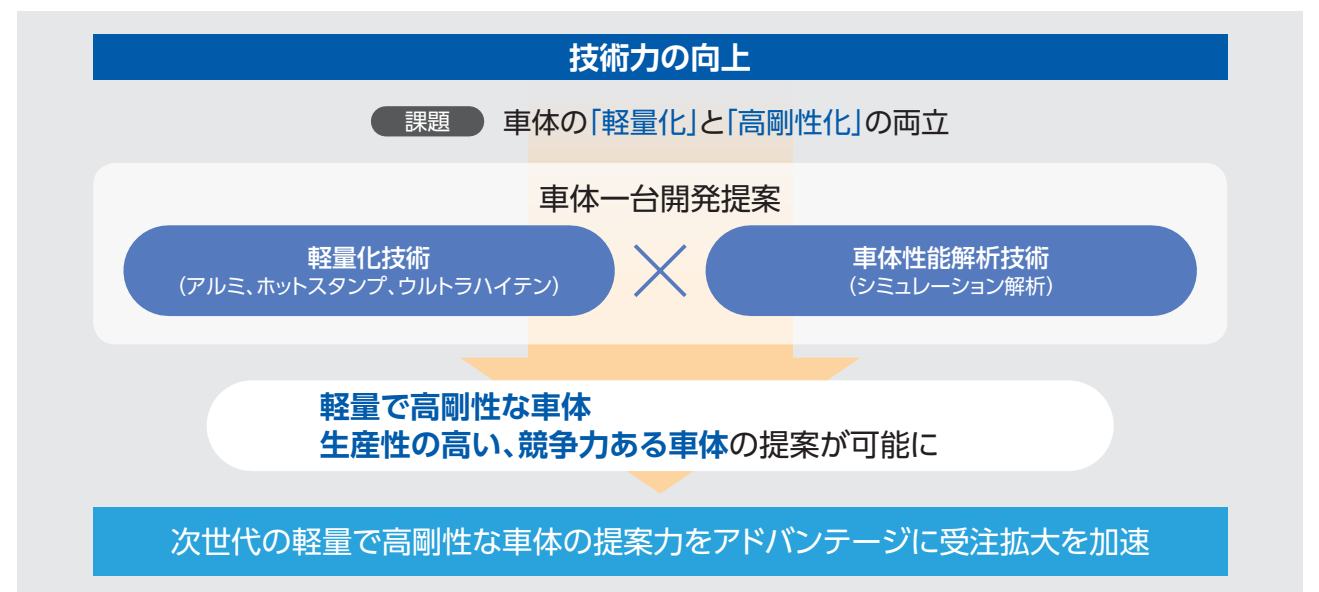 技術力の向上
課題 車体の「軽量化」と「高剛性化」の両立
車体一台開発提案
軽量化技術
（アルミ、ホットスタンプ、ウルトラハイテン）
車体性能解析技術
（シミュレーション解析）
軽量で高剛性な車体
生産性の高い、競争力ある車体の提案が可能に
次世代の軽量で高剛性な車体の提案力をアドバンテージに受注拡大を加速